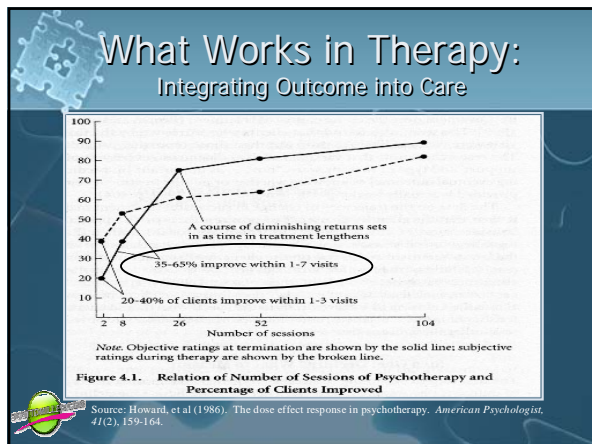 What Works in Therapy:
Integrating Outcome into Care
100
90
80
70
60
50
40
30
20
10
A course of diminishing returns sets
in as time in treatment lengthens
35-65% improve within 1-7 visits
20-40% of clients improve within 1-3 visits
2 8 26 52 104
Number of sessions
Note. Objective ratings at termination are shown by the solid line; subjective
ratings during therapy are shown by the broken line.
Figure 4.1. Relation of Number of Sessions of Psychotherapy and
Percentage of Clients Improved
Source: Howard, et al (1986). The dose effect response in psychotherapy. American Psychologist,
41(2), 159-164.